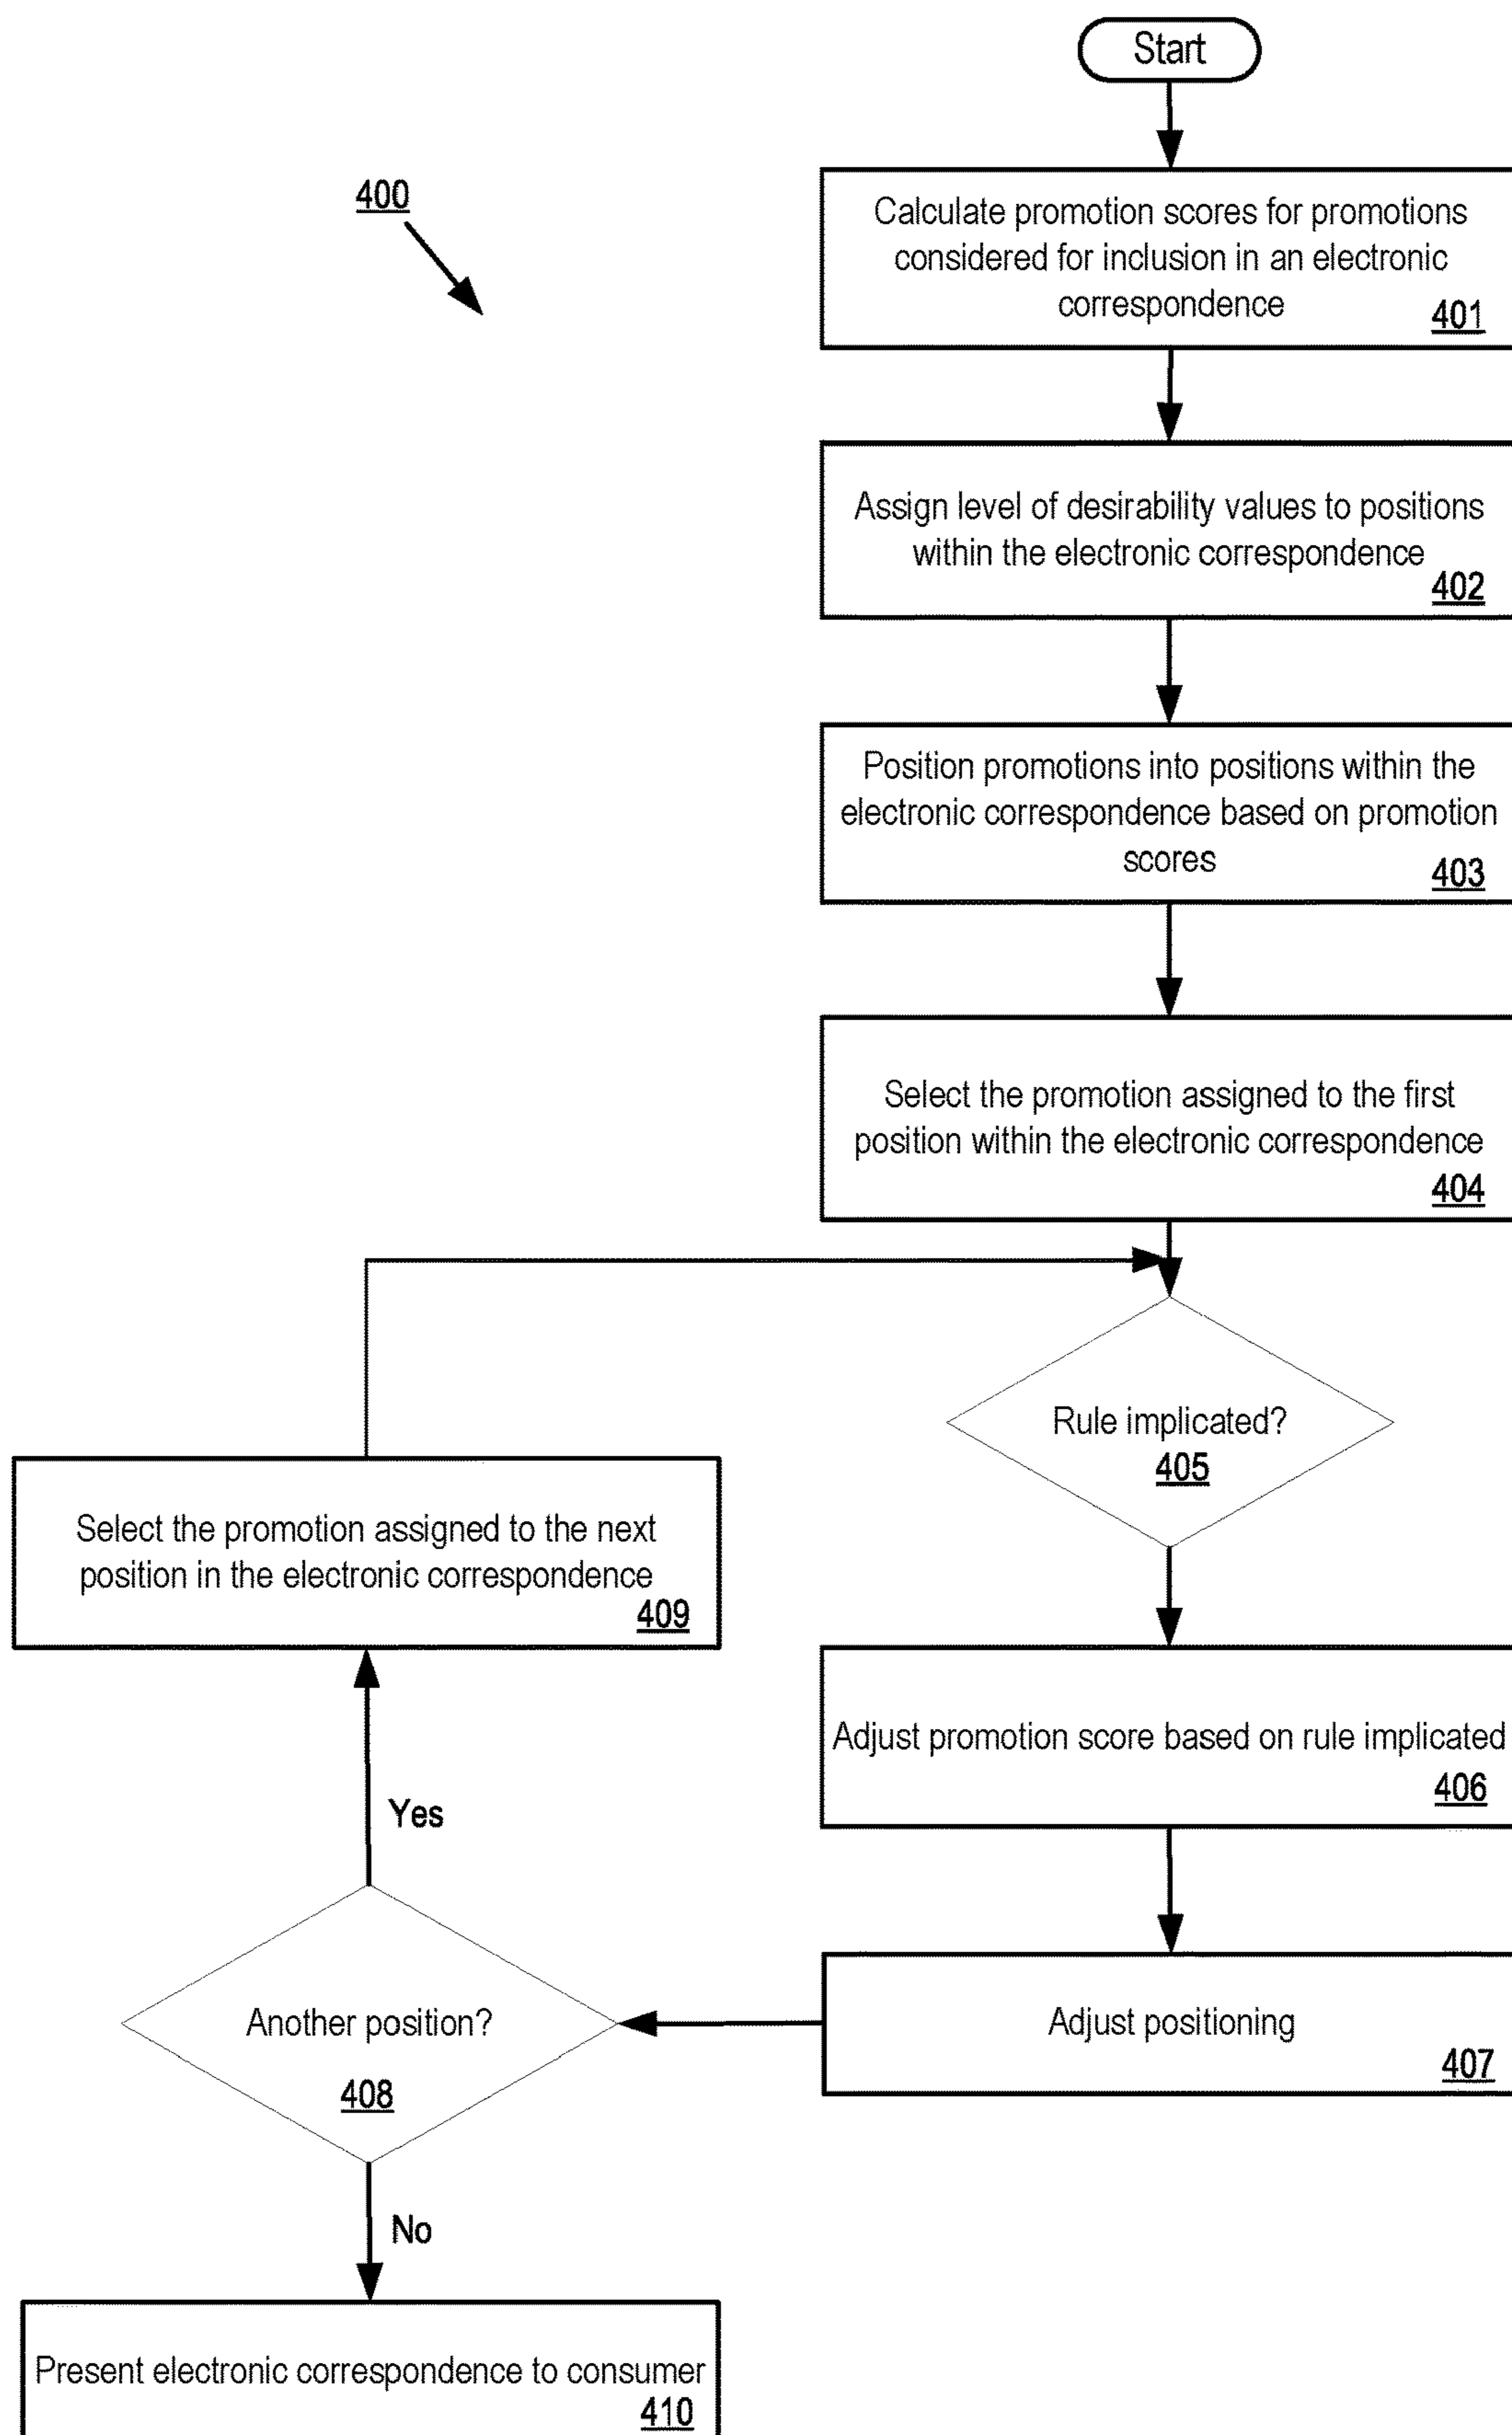 Start
400
Calculate promotion scores for promotions
considered for inclusion in an electronic
correspondence
401
Assign level of desirability values to positions
within the electronic correspondence
402
Position promotions into positions within the
electronic correspondence based on promotion
scores
403
Select the promotion assigned to the first
position within the electronic correspondence
404
Rule implicated?
405
Select the promotion assigned to the next
position in the electronic correspondence
409
Adjust promotion score based on rule implicated
406
Yes
Another position?
408
Adjust positioning
407
No
Present electronic correspondence to consumer
410